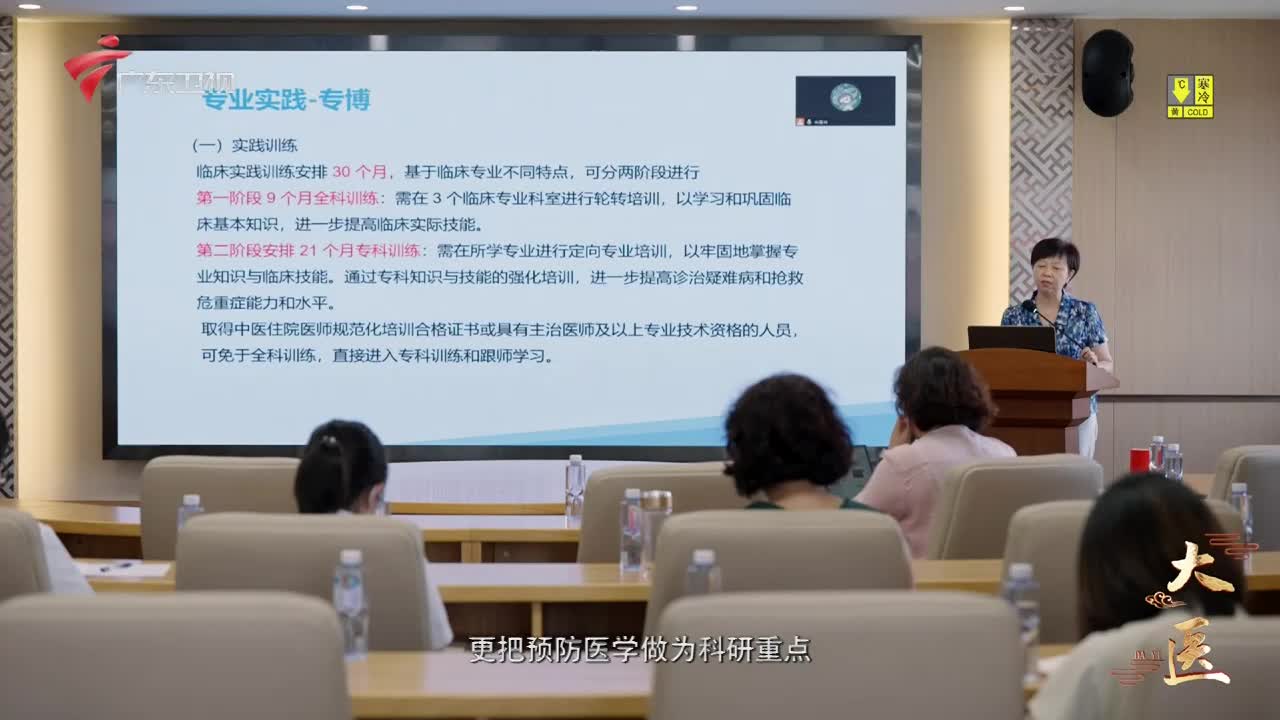 广东卫视
专业实践-专博
(一) 实践训练
临床实践训练安排 30 个月，基于临床专业不同特点，可分两阶段进行
第一阶段 9 个月全科训练：需在 3 个临床专业科室进行轮转培训，以学习和巩固临
床基本知识，进一步提高临床实际技能。
第二阶段安排 21 个月专科训练：需在所学专业进行定向专业培训，以牢固地掌握专
业知识与临床技能。通过专科知识与技能的强化培训，进一步提高诊治疑难病和抢救
危重症能力和水平。
取得中医住院医师规范化培训合格证书或具有主治医师及以上专业技术资格的人员，
可免于全科训练，直接进入专科训练和跟师学习。
℃
寒冷
黄 COLD
大医
DA YI
更把预防医学做为科研重点